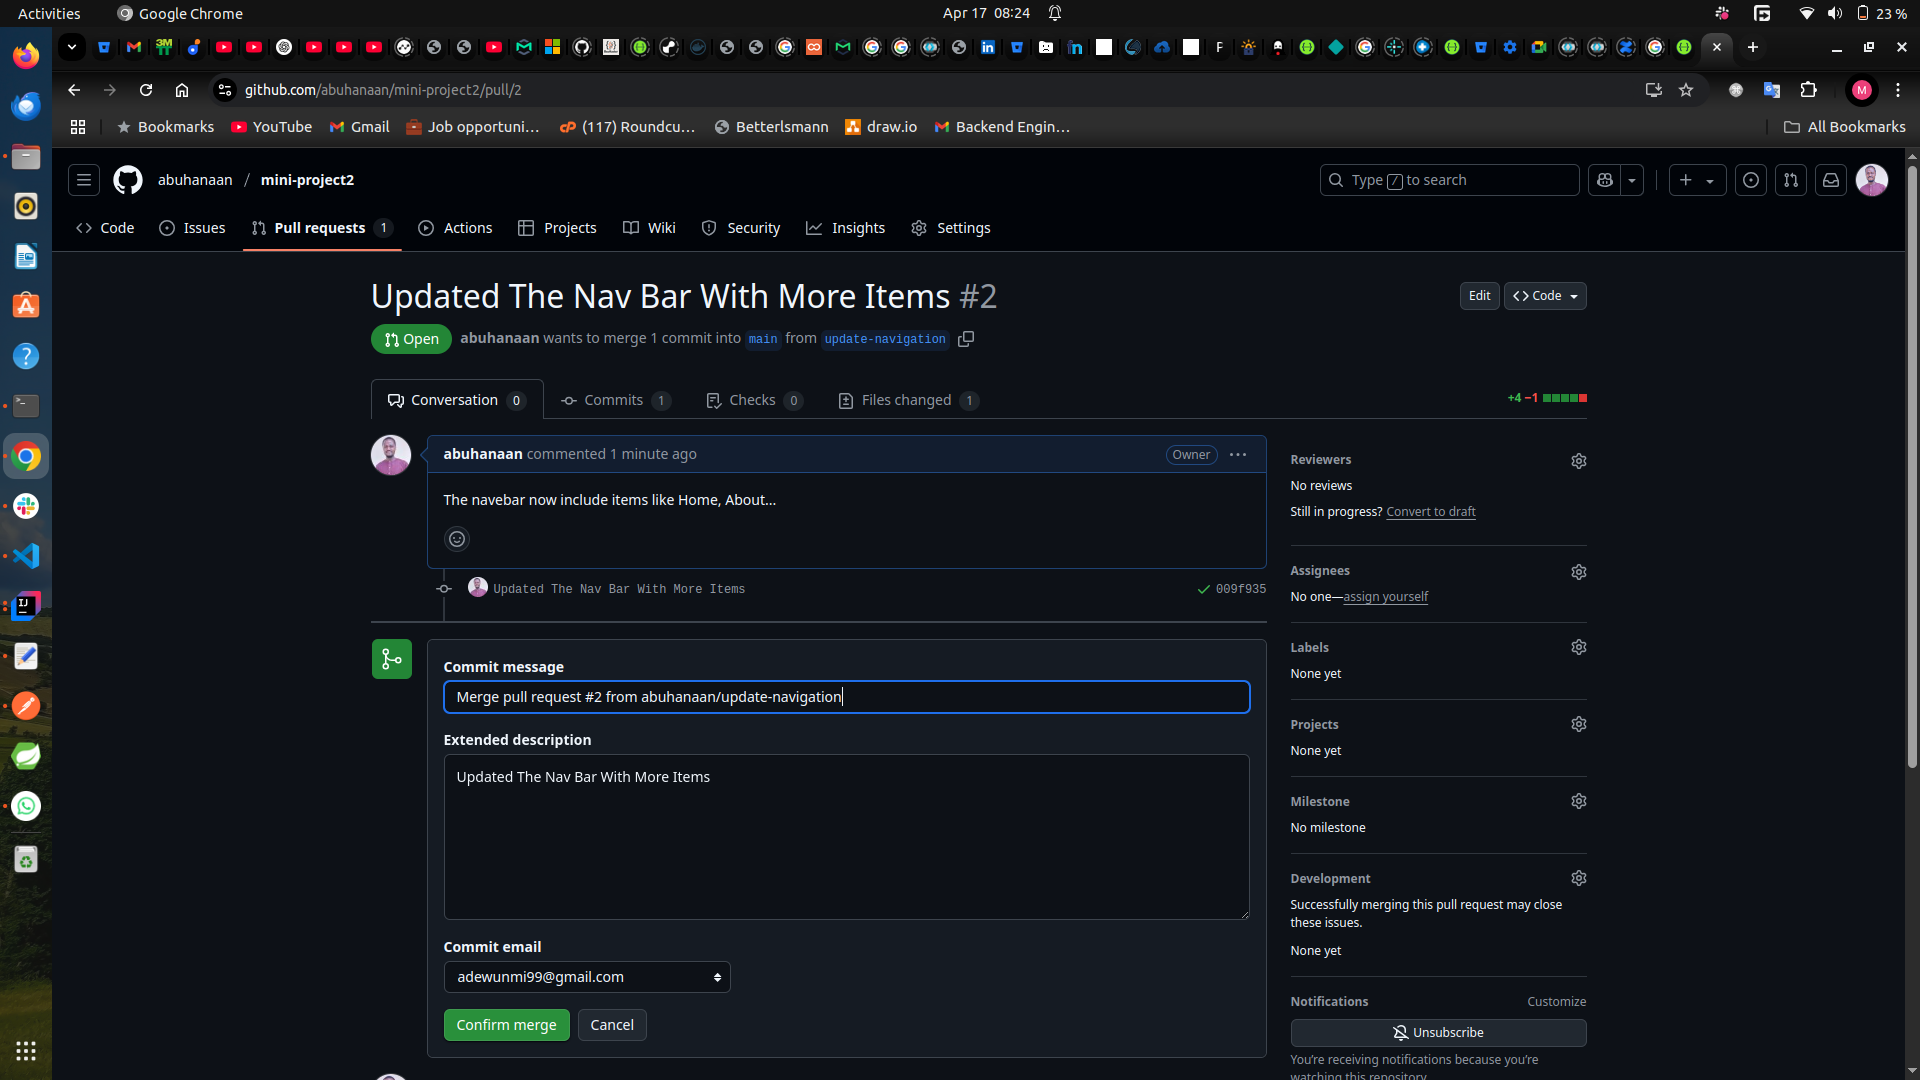 Activities
Google Chrome
Apr 17 08:24
23 %
github.com/abuhanaan/mini-project2/pull/2
M
Bookmarks
YouTube
Gmail
Job opportuni…
(117) Roundcu…
Betterlsmann
draw.io
Backend Engin…
All Bookmarks
abuhanaan / mini-project2
Type / to search
Code
Issues
Pull requests 1
Actions
Projects
Wiki
Insights
Security
Settings
Updated The Nav Bar With More Items #2
Edit
Code
Open
abuhanaan wants to merge 1 commit into main from update-navigation
Conversation 0
Commits 1
Checks 0
Files changed 1
+4 −1
abuhanaan commented 1 minute ago
Owner
The navebar now include items like Home, About...
Updated The Nav Bar With More Items
009f935
Commit message
Merge pull request #2 from abuhanaan/update-navigation
Extended description
Updated The Nav Bar With More Items
Commit email
adewunmi99@gmail.com
Confirm merge
Cancel
Reviewers
No reviews
Still in progress? Convert to draft
Assignees
No one—assign yourself
Labels
None yet
Projects
None yet
Milestone
No milestone
Development
Successfully merging this pull request may close
these issues.
None yet
Notifications
Customize
Unsubscribe
You're receiving notifications because you're
watching this repository.